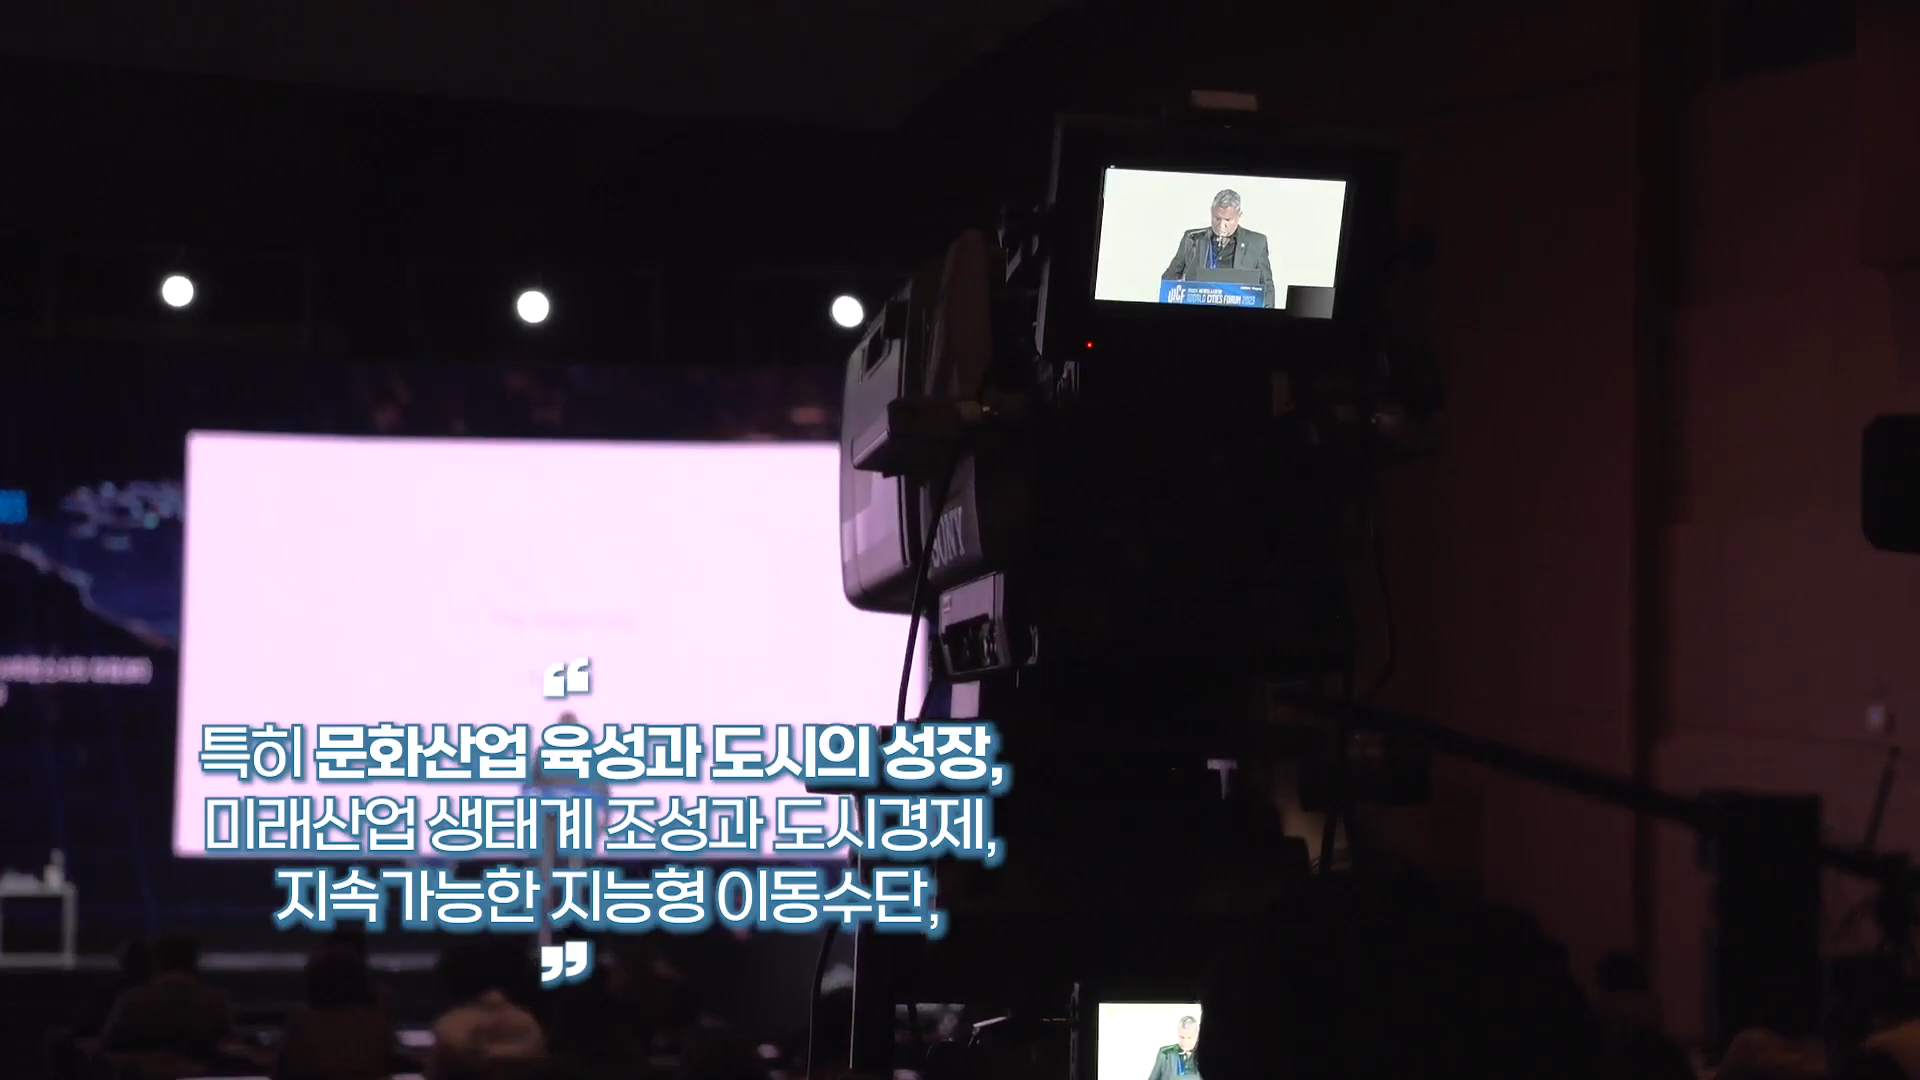 WCF WORLD CITIES FORUM 2023
SONY
“
특히 문화산업 육성과 도시의 성장,
미래산업 생태계 조성과 도시경제,
지속가능한 지능형 이동수단,
”